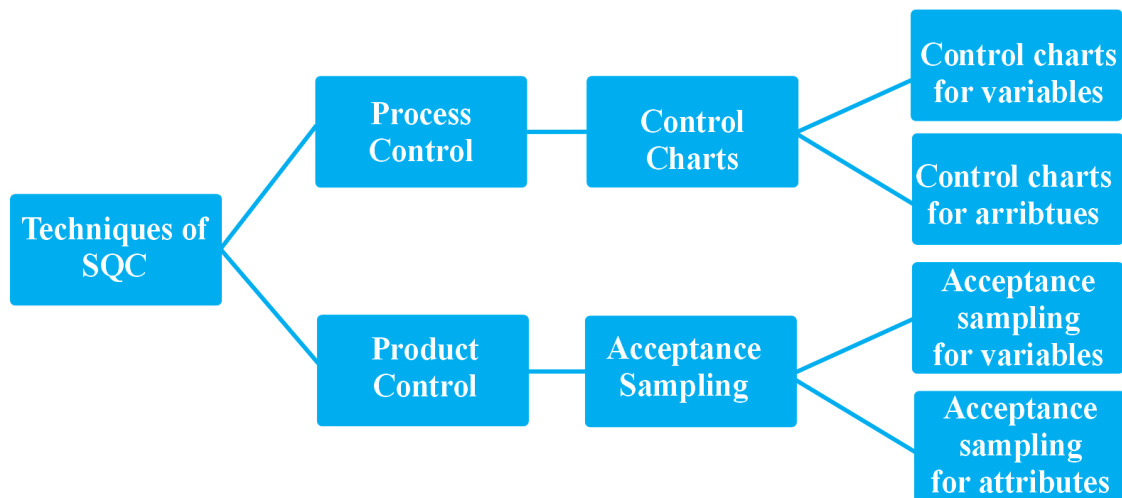 Techniques of
SQC
Process
Control
Control
Charts
Control charts
for variables
Control charts
for arribtues
Product
Control
Acceptance
Sampling
Acceptance
sampling
for variables
Acceptance
sampling
for attributes